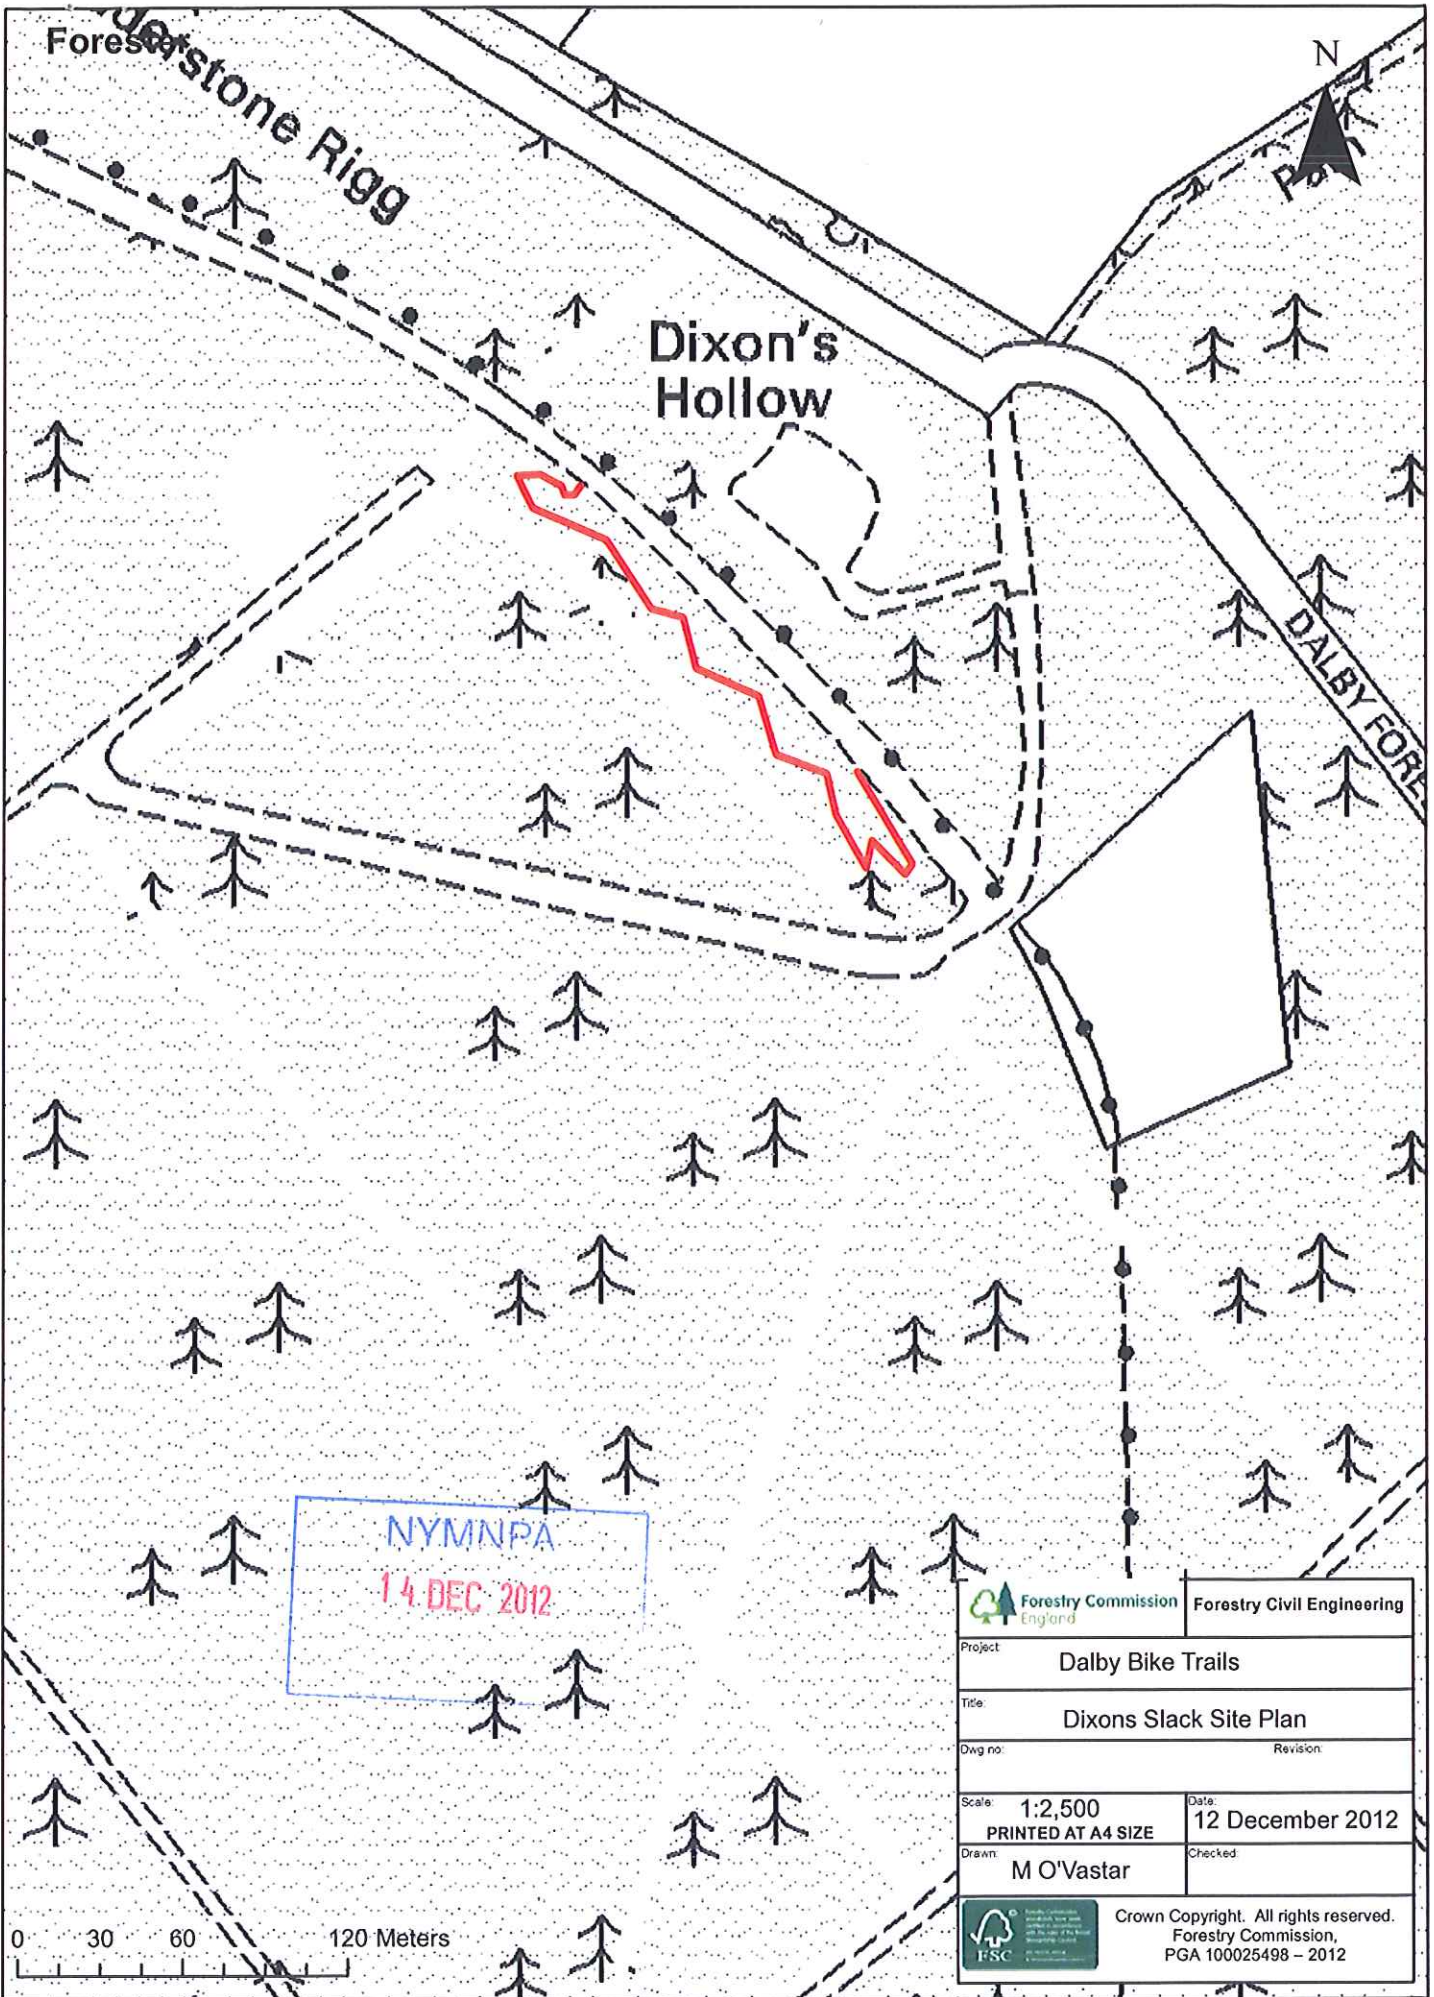 Forester
derstone Rigg
N
Dixon's
Hollow
DALBY FORE
NYMNPA
14 DEC 2012
Forestry Commission
England
Forestry Civil Engineering
Project:
Dalby Bike Trails
Title:
Dixons Slack Site Plan
Dwg no:
Revision:
Scale:
1:2,500
PRINTED AT A4 SIZE
Date:
12 December 2012
Drawn:
M O'Vastar
Checked:
FSC
Crown Copyright. All rights reserved.
Forestry Commission,
PGA 100025498 – 2012
0 30 60 120 Meters